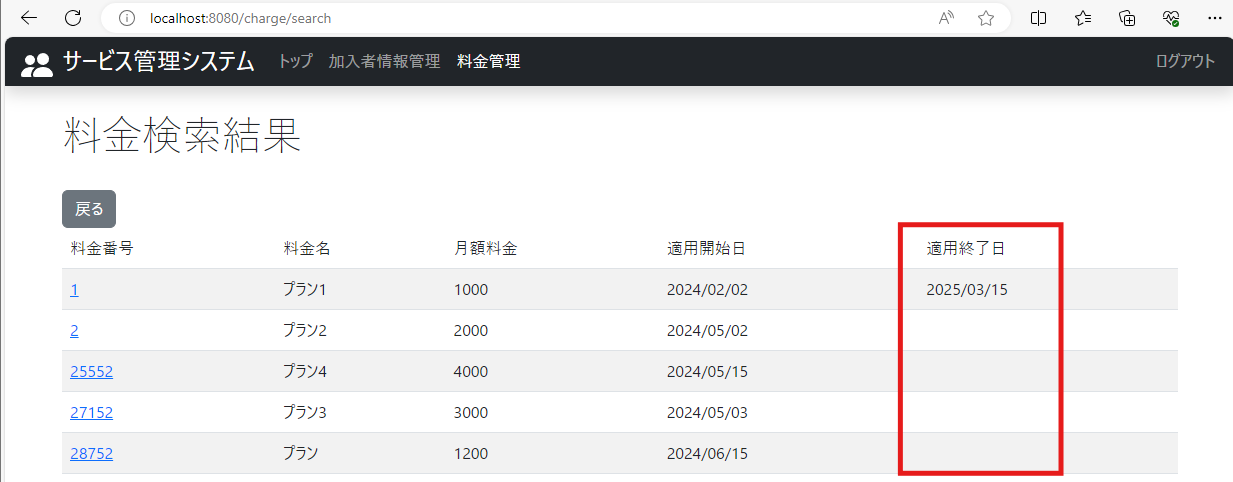 localhost:8080/charge/search
サービス管理システム トップ 加入者情報管理 料金管理 ログアウト
料金検索結果
戻る
料金番号 料金名 月額料金 適用開始日 適用終了日
1 プラン1 1000 2024/02/02 2025/03/15
2 プラン2 2000 2024/05/02
25552 プラン4 4000 2024/05/15
27152 プラン3 3000 2024/05/03
28752 プラン 1200 2024/06/15